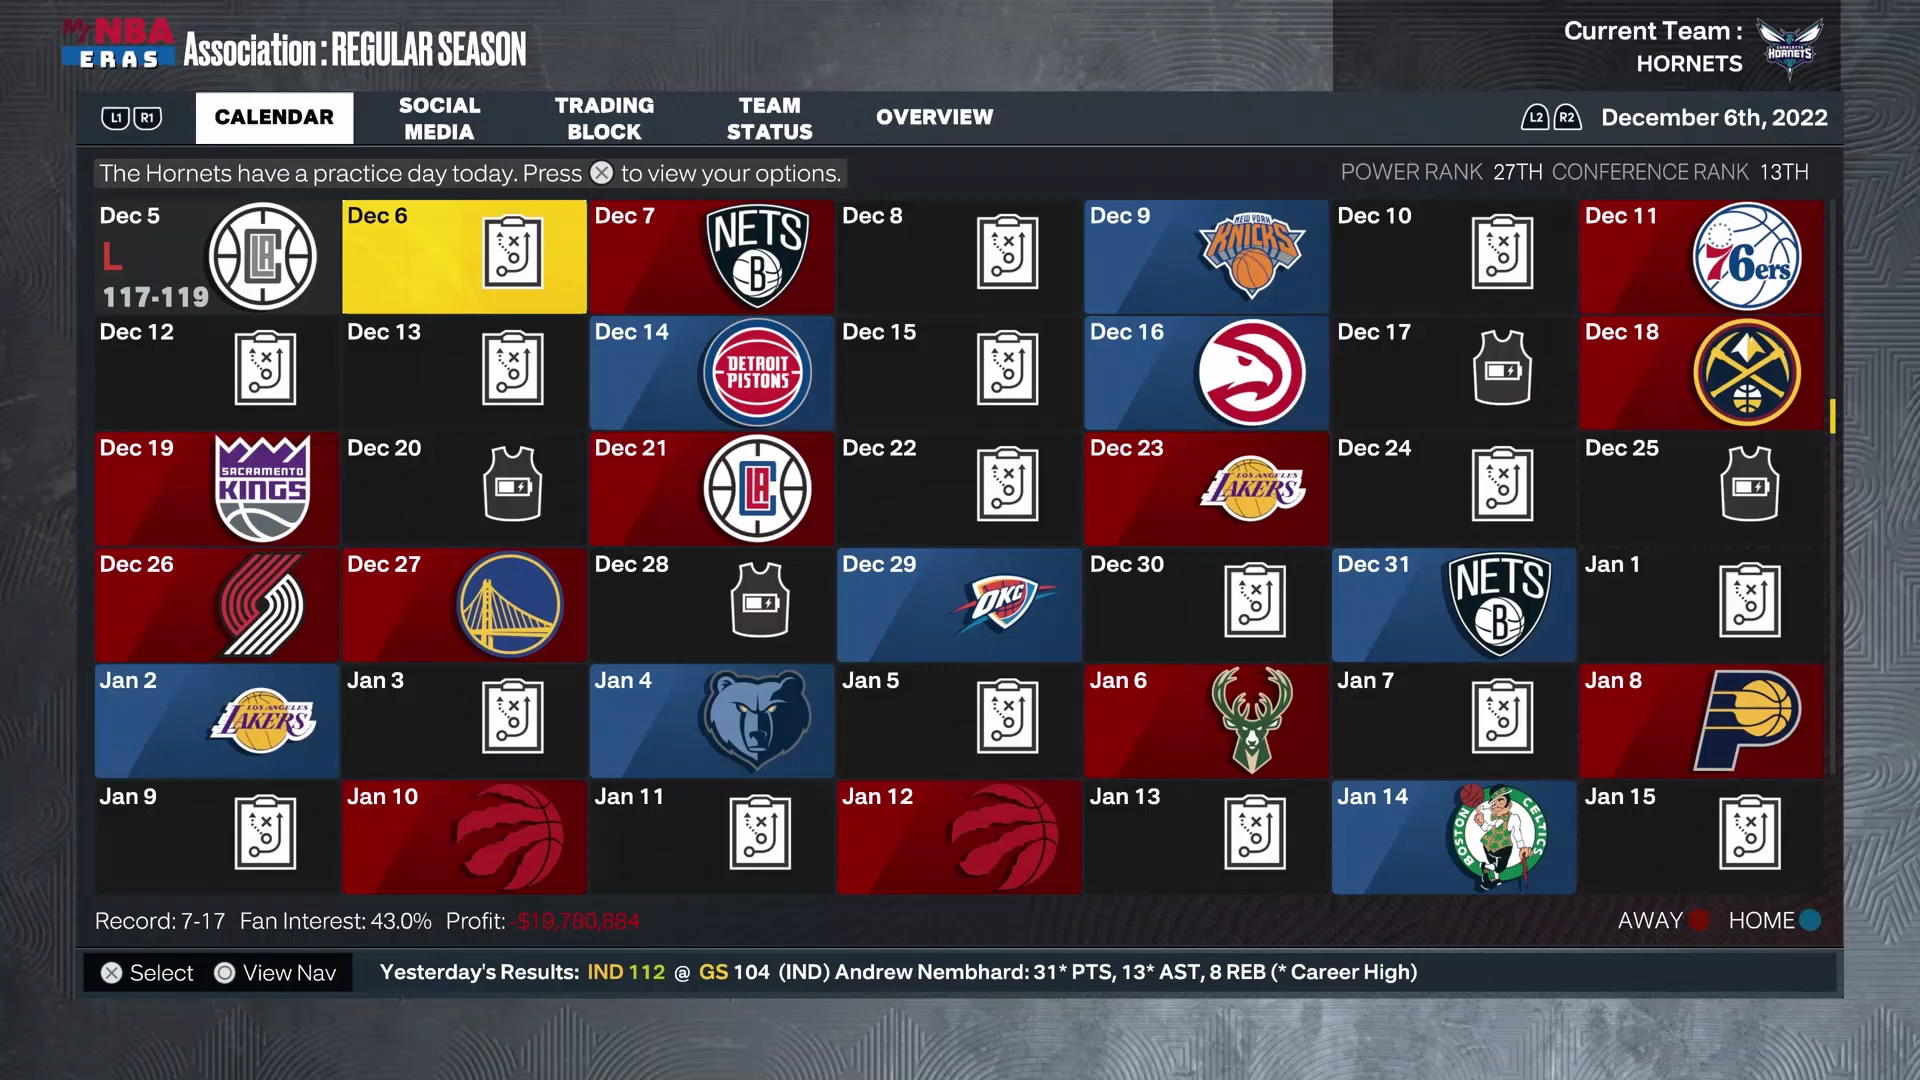 MyNBA
ERAS
Association : REGULAR SEASON
Current Team :
HORNETS
CHARLOTTE
HORNETS
L1 R1
CALENDAR
SOCIAL
MEDIA
TRADING
BLOCK
TEAM
STATUS
OVERVIEW
L2 R2
December 6th, 2022
The Hornets have a practice day today. Press to view your options.
POWER RANK 27TH CONFERENCE RANK 13TH
Dec 5
L
117-119
LAC
Dec 6
Dec 7
NETS
B
Dec 8
Dec 9
NEW YORK
KNICKS
Dec 10
Dec 11
76ers
Dec 12
Dec 13
Dec 14
DETROIT
PISTONS
Dec 15
Dec 16
Dec 17
Dec 18
Dec 19
SACRAMENTO
KINGS
Dec 20
Dec 21
LAC
Dec 22
Dec 23
LOS ANGELES
LAKERS
Dec 24
Dec 25
Dec 26
Dec 27
Dec 28
Dec 29
OKC
Dec 30
Dec 31
NETS
B
Jan 1
Jan 2
LOS ANGELES
LAKERS
Jan 3
Jan 4
Jan 5
Jan 6
Jan 7
Jan 8
P
Jan 9
Jan 10
Jan 11
Jan 12
Jan 13
Jan 14
BOSTON CELTICS
Jan 15
Record: 7-17 Fan Interest: 43.0% Profit: -$19,780,884
AWAY HOME
Select View Nav
Yesterday's Results: IND 112 @ GS 104 (IND) Andrew Nembhard: 31* PTS, 13* AST, 8 REB (* Career High)